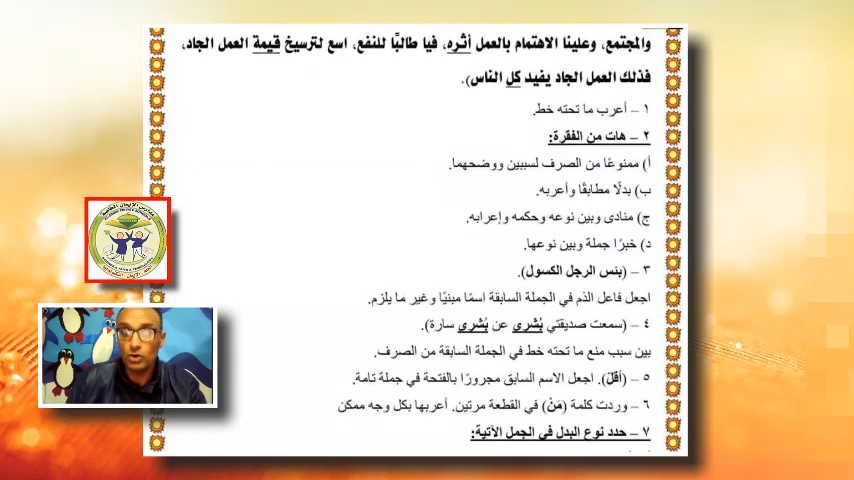 والمجتمع، وعلينا الاهتمام بالعمل أثره، فيا طالبًا للنفع، اسع لترسيخ قيمة العمل الجاد،
فذلك العمل الجاد يفيد كل الناس).
١ – أعرب ما تحته خط.
٢ – هات من الفقرة:
أ) ممنوعًا من الصرف لسببين ووضحهما.
ب) بدلًا مطابقًا وأعربه.
ج) منادى وبين نوعه وحكمه وإعرابه.
د) خبرًا جملة وبين نوعها.
٣ – (بئس الرجل الكسول).
اجعل فاعل الذم في الجملة السابقة اسمًا مبنيًا وغير ما يلزم.
٤ – (سمعت صديقتي بُشرى عن بُشرى سارة).
بين سبب منع ما تحته خط في الجملة السابقة من الصرف.
٥ – (أقلّ). اجعل الاسم السابق مجرورًا بالفتحة في جملة تامة.
٦ – وردت كلمة (مَنْ) في القطعة مرتين. أعربها بكل وجه ممكن
٧ – حدد نوع البدل في الجمل الآتية: